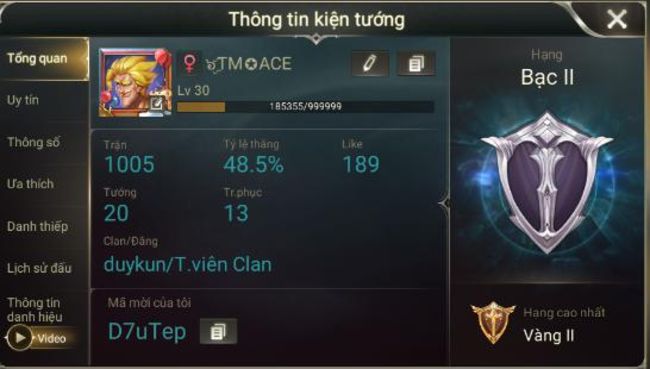 Thông tin kiện tướng
Tổng quan
Uy tín
Thông số
Ưa thích
Danh thiếp
Lịch sử đấu
Thông tin
danh hiệu
Video
TM✪ACE
Lv 30
185355/999999
Trận
Tỷ lệ thắng
Like
1005
48.5%
189
Tướng
Tr.phục
20
13
Clan/Đẳng
duykun/T.viên Clan
Mã mời của tôi
D7uTep
Hạng
Bạc II
Hạng cao nhất
Vàng II